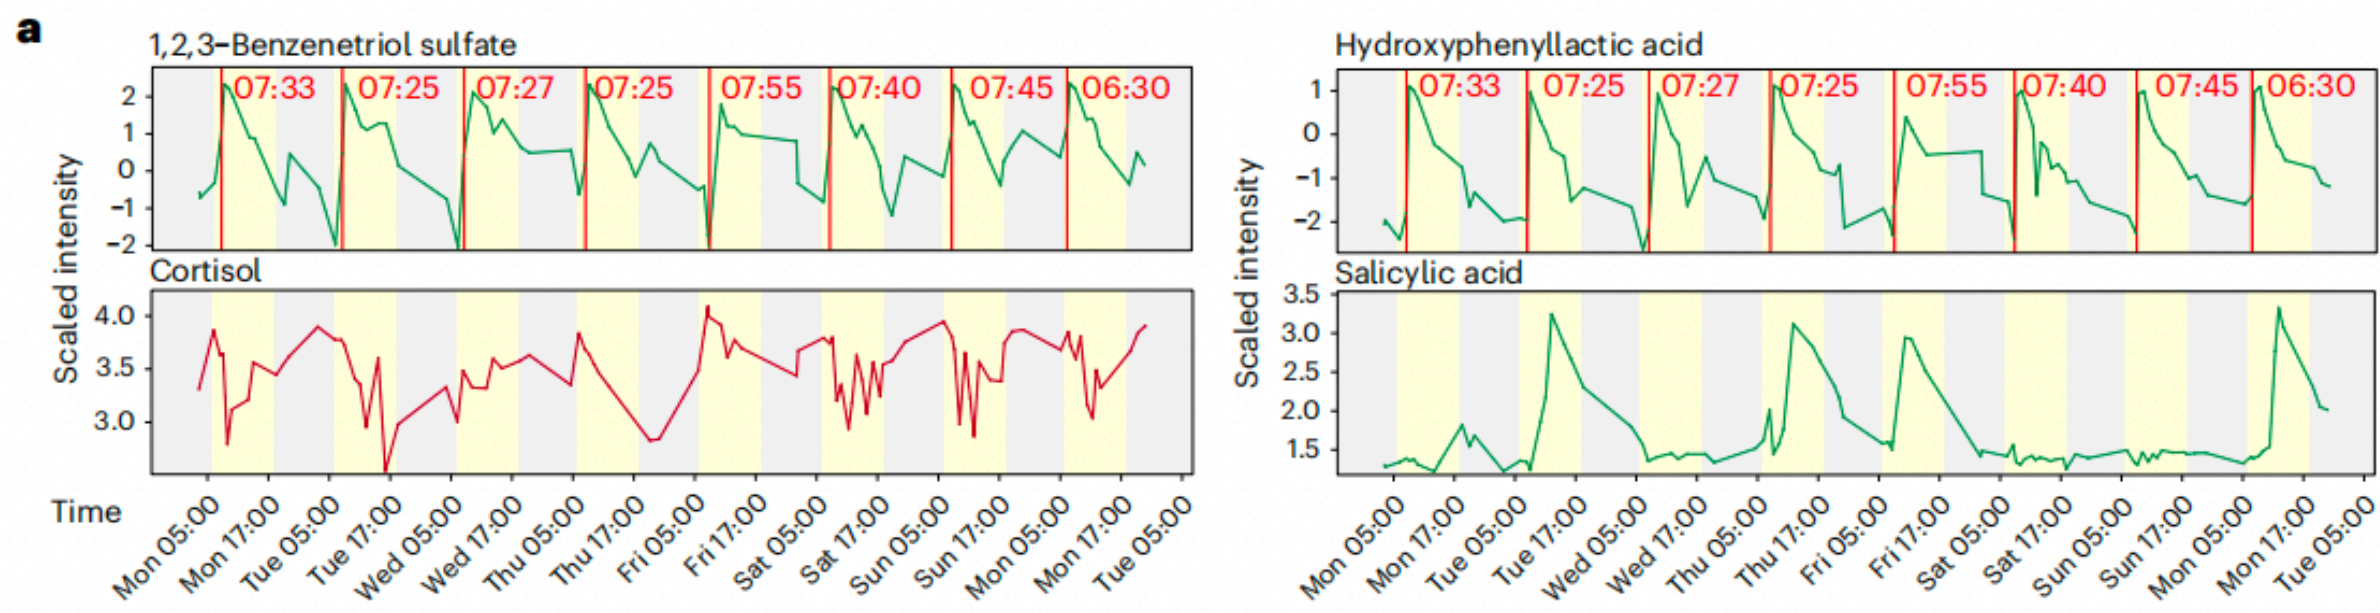 a
1,2,3-Benzenetriol sulfate
07:33 07:25 07:27 07:25 07:55 07:40 07:45 06:30
2
1
0
−1
−2
Cortisol
4.0
3.5
3.0
Scaled intensity
Time
Mon 05:00
Mon 17:00
Tue 05:00
Tue 17:00
Wed 05:00
Wed 17:00
Thu 05:00
Thu 17:00
Fri 05:00
Fri 17:00
Sat 05:00
Sat 17:00
Sun 05:00
Sun 17:00
Mon 05:00
Mon 17:00
Tue 05:00
Hydroxyphenyllactic acid
07:33 07:25 07:27 07:25 07:55 07:40 07:45 06:30
1
0
−1
−2
Salicylic acid
3.5
3.0
2.5
2.0
1.5
Scaled intensity
Mon 05:00
Mon 17:00
Tue 05:00
Tue 17:00
Wed 05:00
Wed 17:00
Thu 05:00
Thu 17:00
Fri 05:00
Fri 17:00
Sat 05:00
Sat 17:00
Sun 05:00
Sun 17:00
Mon 05:00
Mon 17:00
Tue 05:00